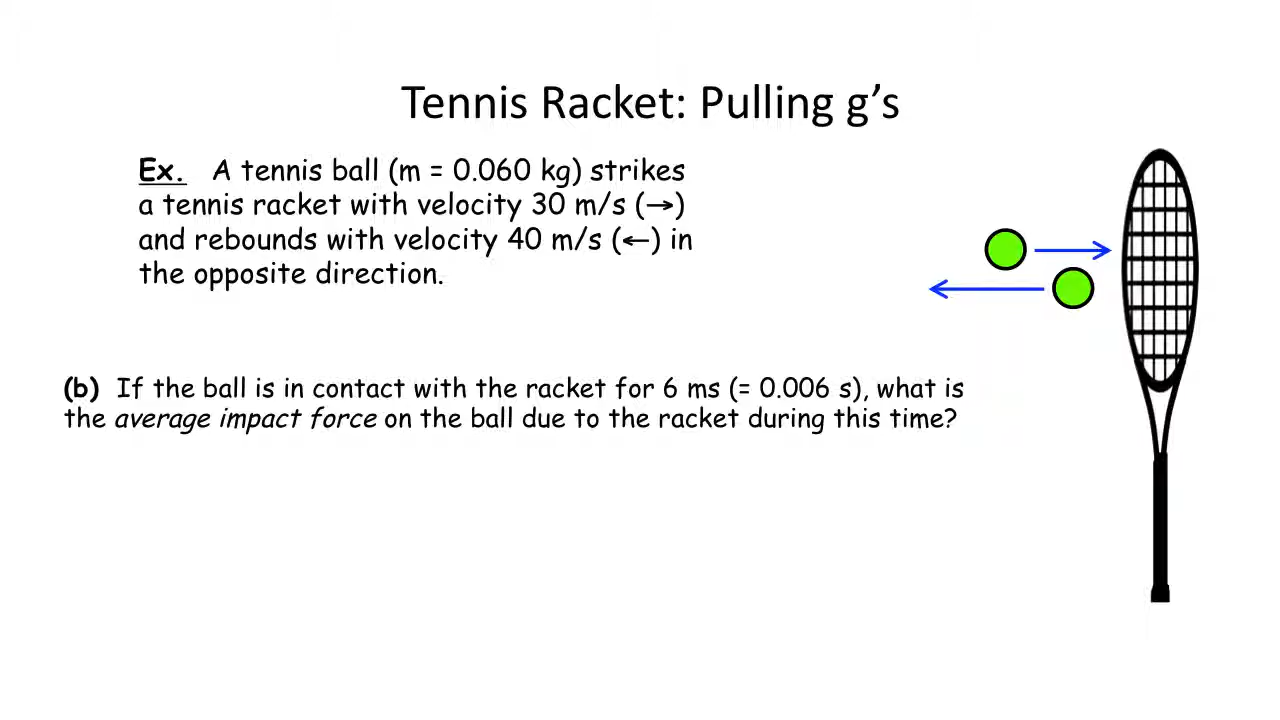 Tennis Racket: Pulling g’s
Ex. A tennis ball (m = 0.060 kg) strikes
a tennis racket with velocity 30 m/s (→)
and rebounds with velocity 40 m/s (←) in
the opposite direction.
(b) If the ball is in contact with the racket for 6 ms (= 0.006 s), what is
the average impact force on the ball due to the racket during this time?